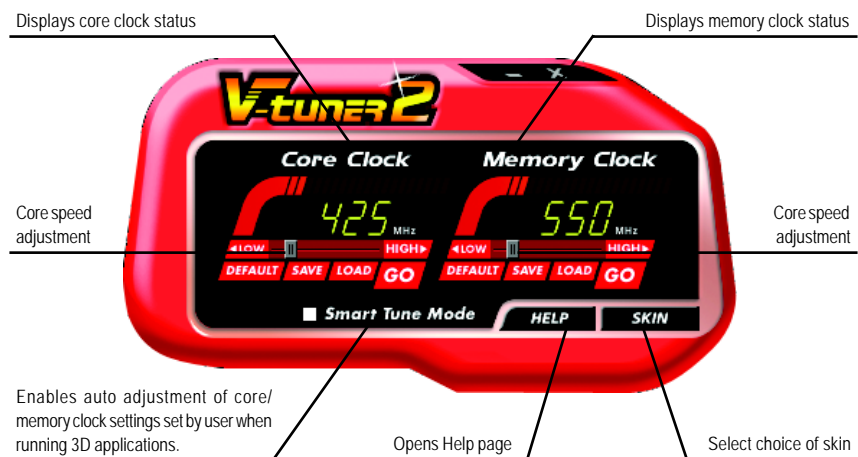 Displays core clock status
Displays memory clock status
V-TUNER 2
Core Clock
Memory Clock
Core speed
adjustment
425 MHz
550 MHz
Core speed
adjustment
◄LOW HIGH►
◄LOW HIGH►
DEFAULT SAVE LOAD GO
DEFAULT SAVE LOAD GO
Smart Tune Mode
HELP
SKIN
Enables auto adjustment of core/
memory clock settings set by user when
running 3D applications.
Opens Help page
Select choice of skin